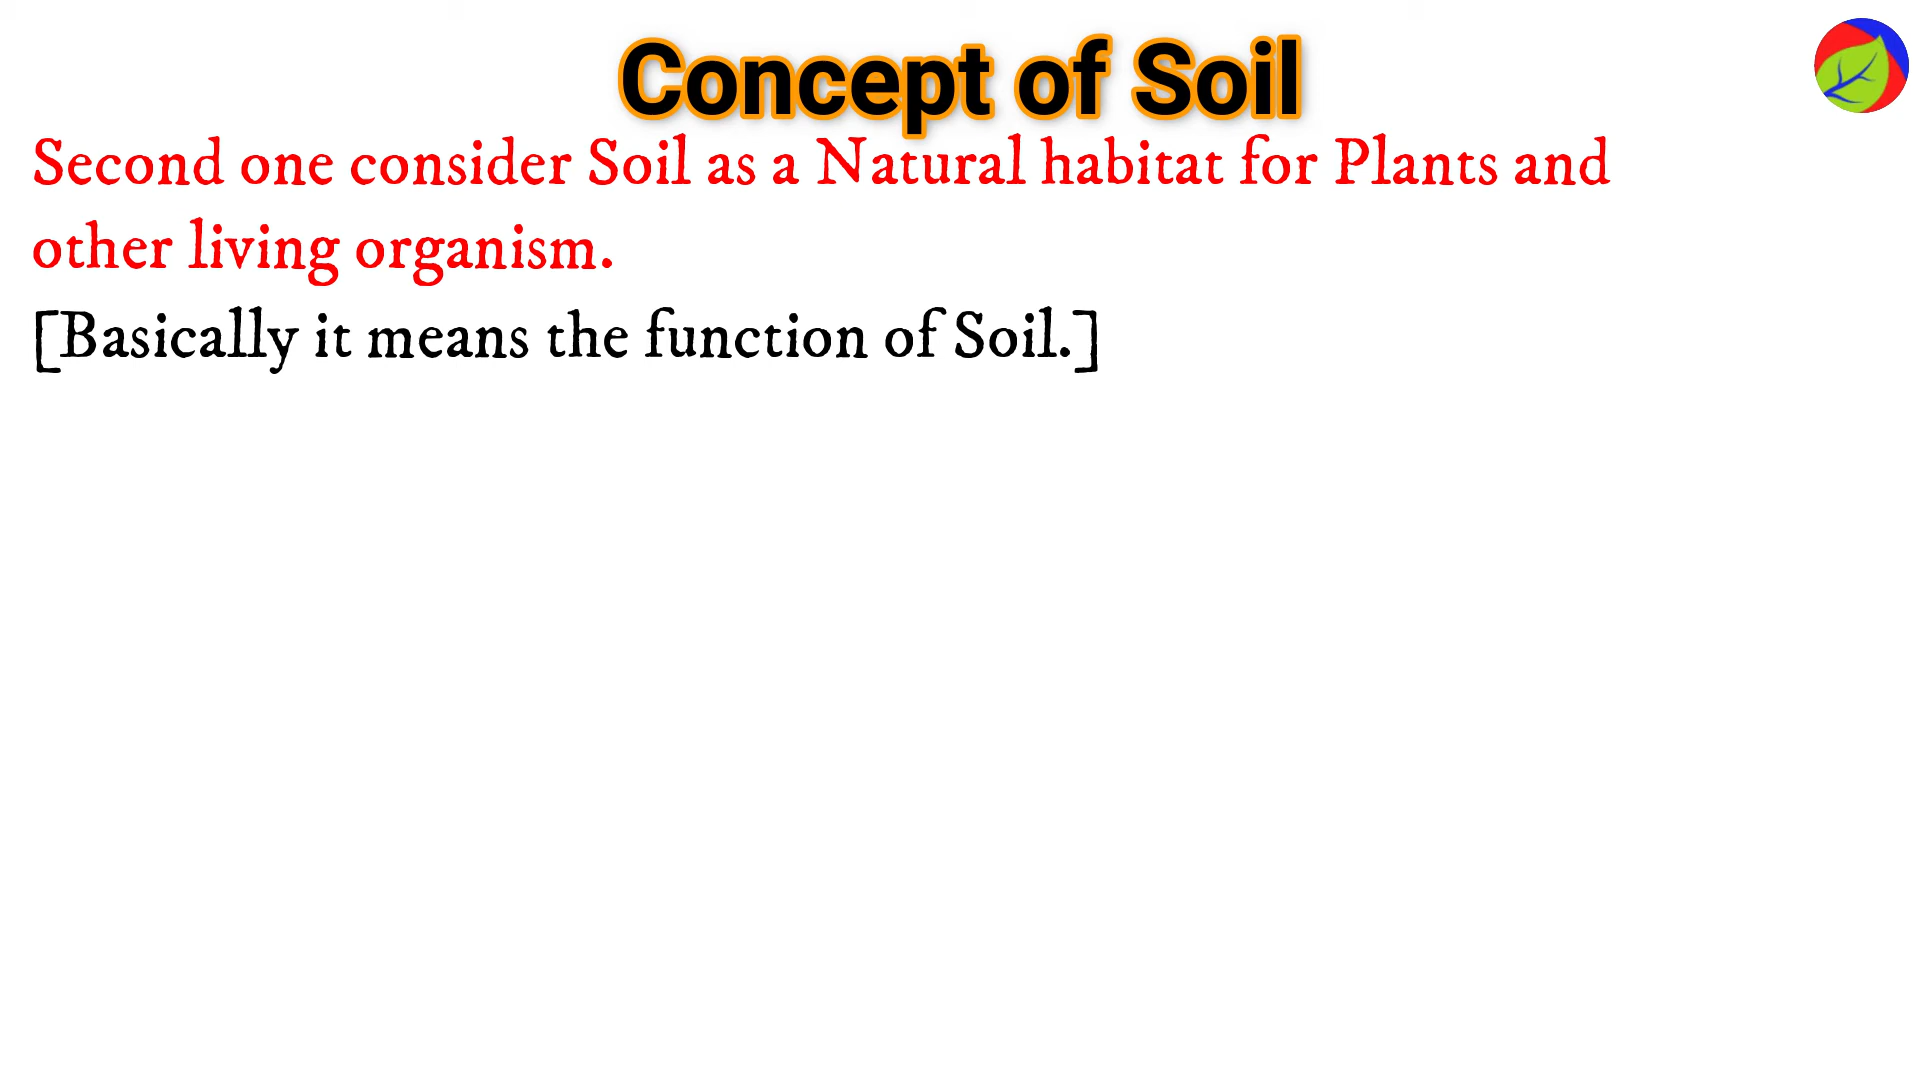 Concept of Soil
Second one consider Soil as a Natural habitat for Plants and
other living organism.
[Basically it means the function of Soil.]